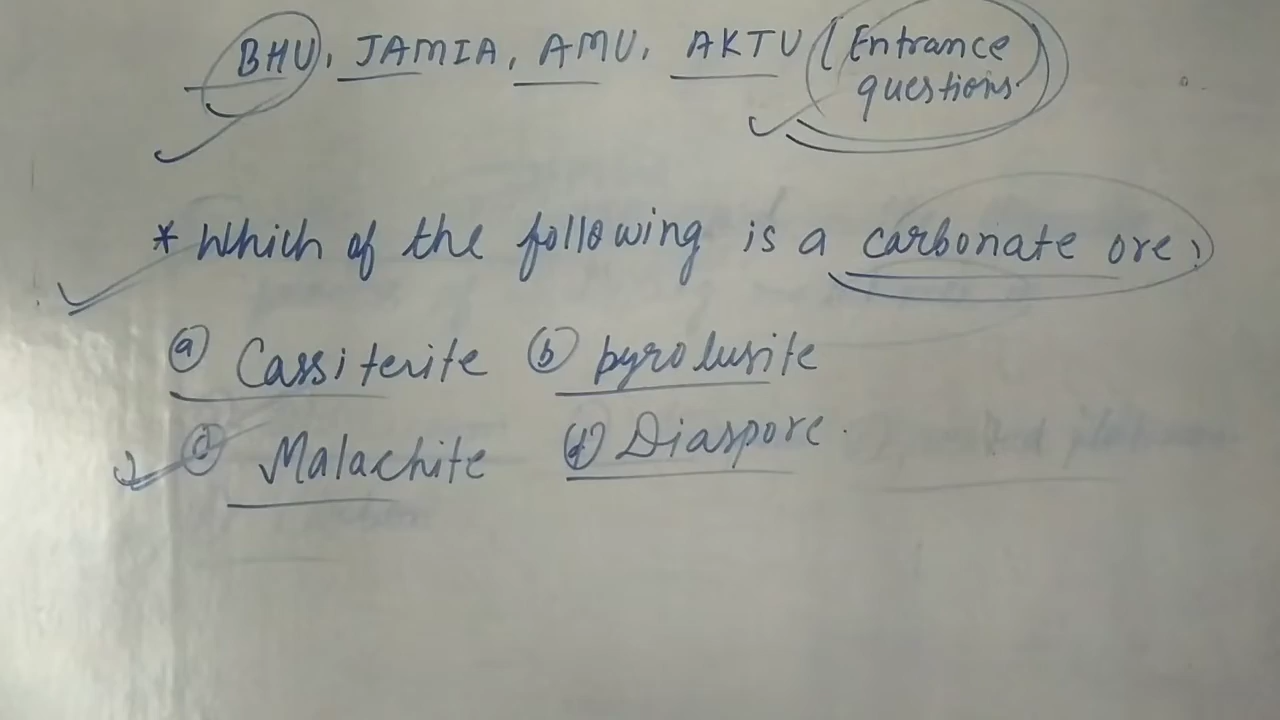 BHU, JAMIA, AMU, AKTU (Entrance
questions)
* Which of the following is a carbonate ore?
(a) Cassiterite (b) pyrolusite
(c) Malachite (d) Diaspore.